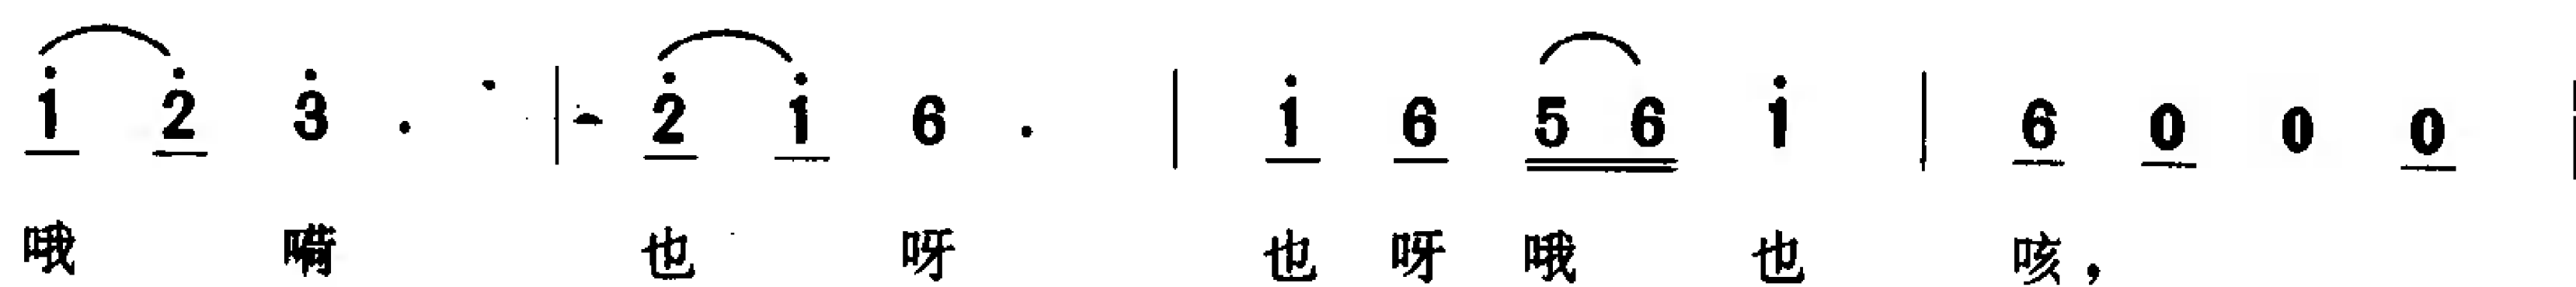 1̇ 2̇ 3̇ . | 2̇ 1̇ 6 . | 1̇ 6 5 6 1̇ | 6 0 0 0 |
哦 嗬 也 呀 也 呀 哦 也 咳，